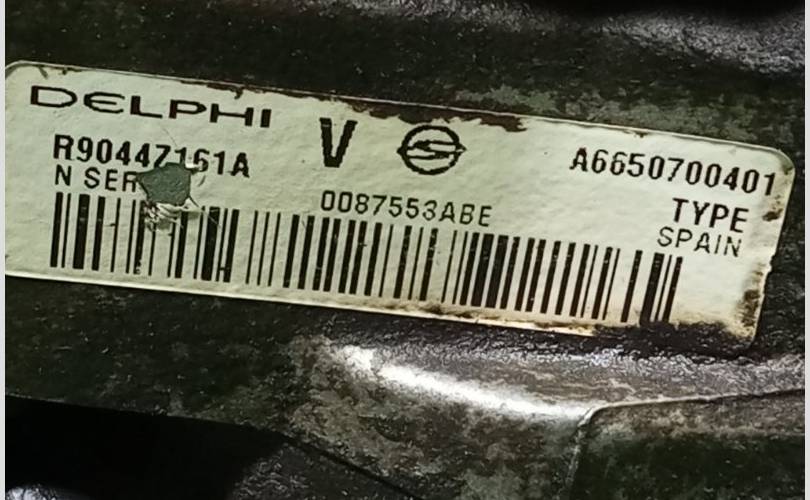 DELPHI V
R90447161A A6650700401
N SER 0087553ABE TYPE
SPAIN